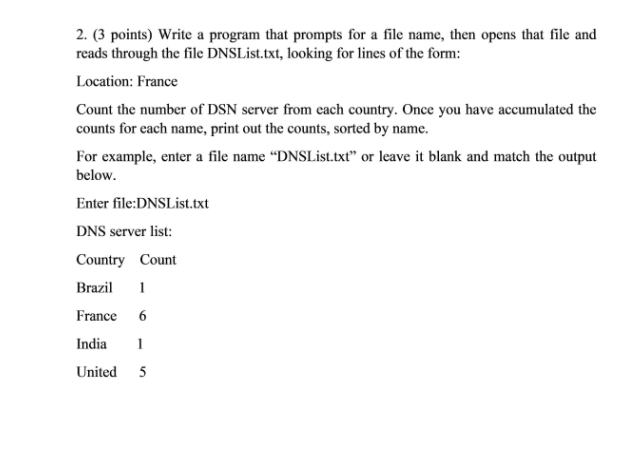 2. (3 points) Write a program that prompts for a file name, then opens that file and
reads through the file DNSList.txt, looking for lines of the form:
Location: France
Count the number of DSN server from each country. Once you have accumulated the
counts for each name, print out the counts, sorted by name.
For example, enter a file name “DNSList.txt” or leave it blank and match the output
below.
Enter file:DNSList.txt
DNS server list:
Country Count
Brazil 1
France 6
India 1
United 5